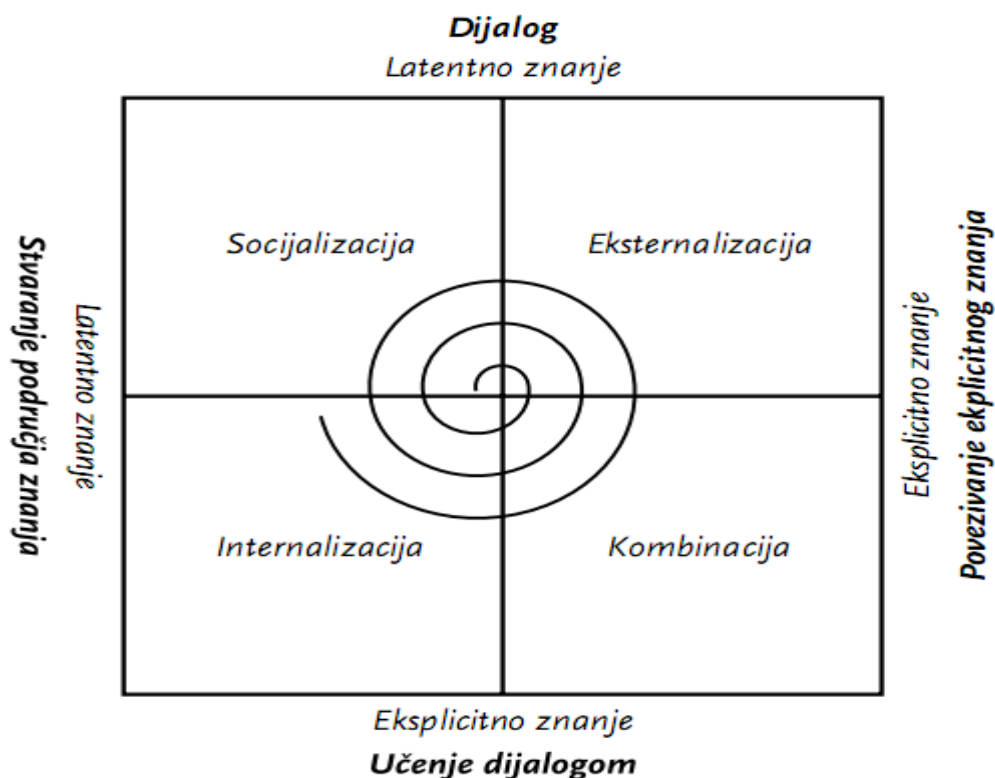 Dijalog
Latentno znanje
Socijalizacija
Eksternalizacija
Stvaranje područja znanja
Latentno znanje
Eksplicitno znanje
Povezivanje ekplicitnog znanja
Internalizacija
Kombinacija
Eksplicitno znanje
Učenje dijalogom